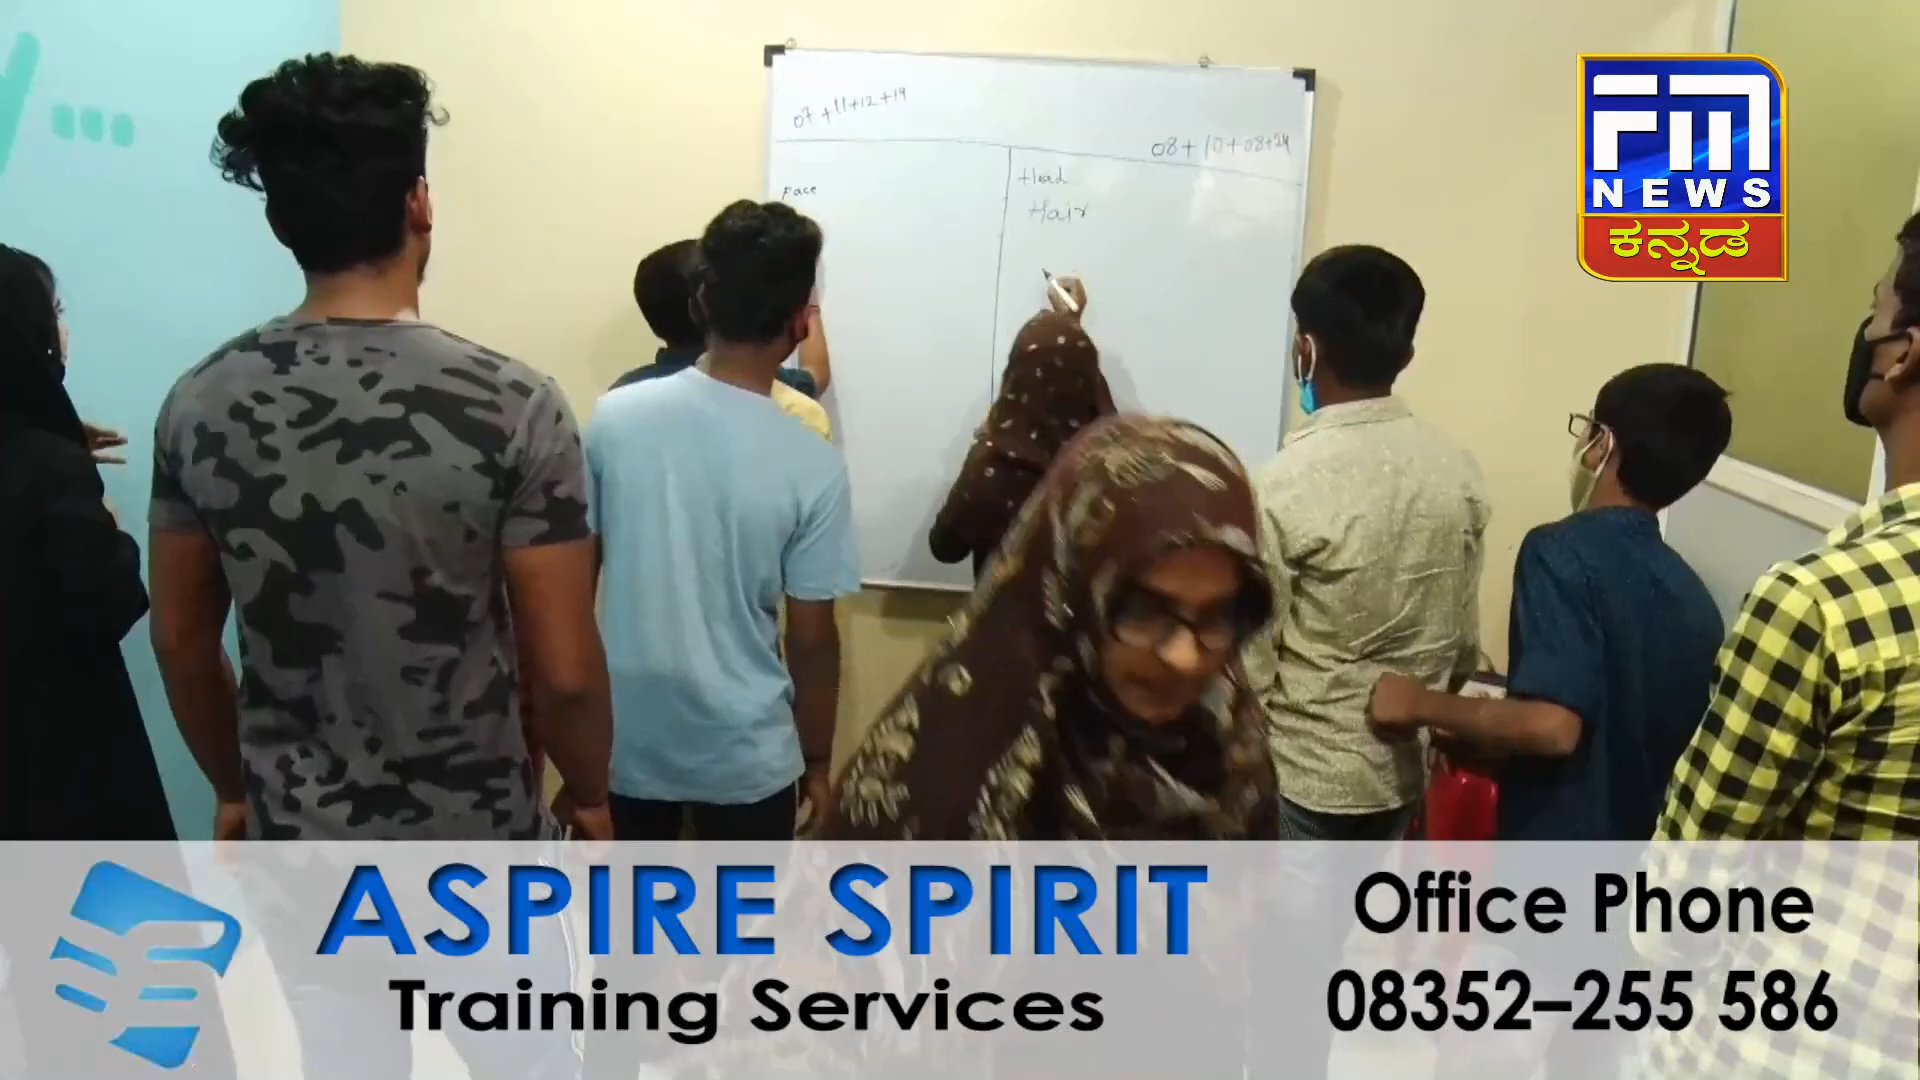 07 +11+12+19
08+ 17+08+24
Face
Head
Hair
FM
NEWS
ಕನ್ನಡ
ASPIRE SPIRIT
Training Services
Office Phone
08352–255 586